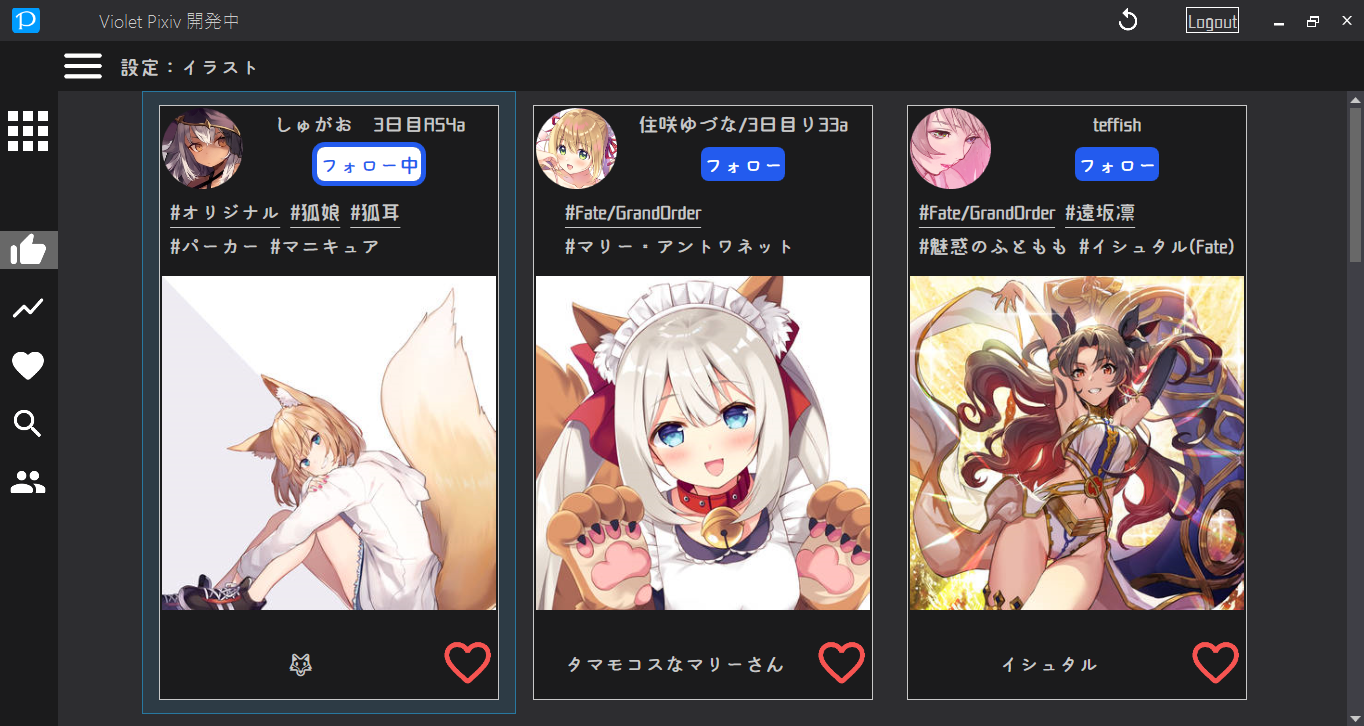 Violet Pixiv 開発中
Logout
設定：イラスト
しゅがお　3日目A54a
フォロー中
#オリジナル #狐娘 #狐耳
#パーカー #マニキュア
🦊
住咲ゆづな/3日目リ33a
フォロー
#Fate/GrandOrder
#マリー・アントワネット
タマモコスなマリーさん
teffish
フォロー
#Fate/GrandOrder #遠坂凛
#魅惑のふともも #イシュタル(Fate)
イシュタル